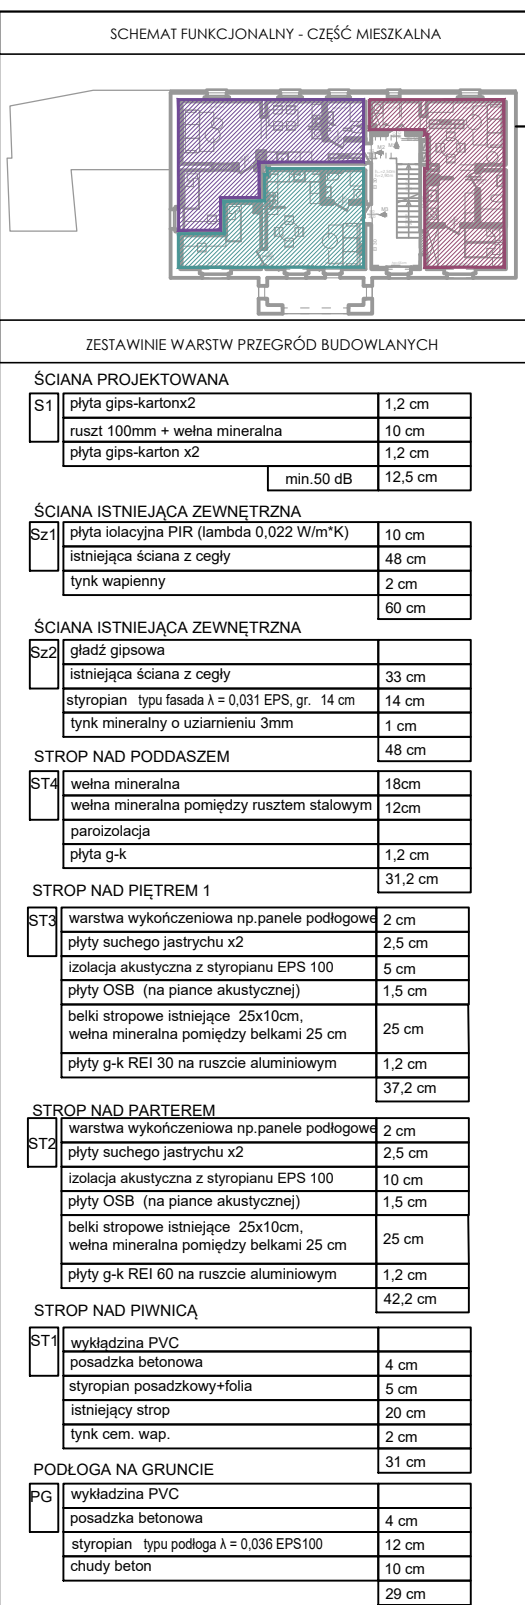 SCHEMAT FUNKCJONALNY - CZĘŚĆ MIESZKALNA
ZESTAWINIE WARSTW PRZEGRÓD BUDOWLANYCH
ŚCIANA PROJEKTOWANA
S1 płyta gips-kartonx2 1,2 cm
ruszt 100mm + wełna mineralna 10 cm
płyta gips-karton x2 1,2 cm
min.50 dB 12,5 cm
ŚCIANA ISTNIEJĄCA ZEWNĘTRZNA
Sz1 płyta iolacyjna PIR (lambda 0,022 W/m*K) 10 cm
istniejąca ściana z cegły 48 cm
tynk wapienny 2 cm
60 cm
ŚCIANA ISTNIEJĄCA ZEWNĘTRZNA
Sz2 gładź gipsowa
istniejąca ściana z cegły 33 cm
styropian typu fasada λ = 0,031 EPS, gr. 14 cm 14 cm
tynk mineralny o uziarnieniu 3mm 1 cm
48 cm
STROP NAD PODDASZEM
ST4 wełna mineralna 18cm
wełna mineralna pomiędzy rusztem stalowym 12cm
paroizolacja
płyta g-k 1,2 cm
31,2 cm
STROP NAD PIĘTREM 1
ST3 warstwa wykończeniowa np.panele podłogowe 2 cm
płyty suchego jastrychu x2 2,5 cm
izolacja akustyczna z styropianu EPS 100 5 cm
płyty OSB (na piance akustycznej) 1,5 cm
belki stropowe istniejące 25x10cm,
wełna mineralna pomiędzy belkami 25 cm 25 cm
płyty g-k REI 30 na ruszcie aluminiowym 1,2 cm
37,2 cm
STROP NAD PARTEREM
ST2 warstwa wykończeniowa np.panele podłogowe 2 cm
płyty suchego jastrychu x2 2,5 cm
izolacja akustyczna z styropianu EPS 100 10 cm
płyty OSB (na piance akustycznej) 1,5 cm
belki stropowe istniejące 25x10cm,
wełna mineralna pomiędzy belkami 25 cm 25 cm
płyty g-k REI 60 na ruszcie aluminiowym 1,2 cm
42,2 cm
STROP NAD PIWNICĄ
ST1 wykłądzina PVC
posadzka betonowa 4 cm
styropian posadzkowy+folia 5 cm
istniejący strop 20 cm
tynk cem. wap. 2 cm
31 cm
PODŁOGA NA GRUNCIE
PG wykładzina PVC
posadzka betonowa 4 cm
styropian typu podłoga λ = 0,036 EPS100 12 cm
chudy beton 10 cm
29 cm